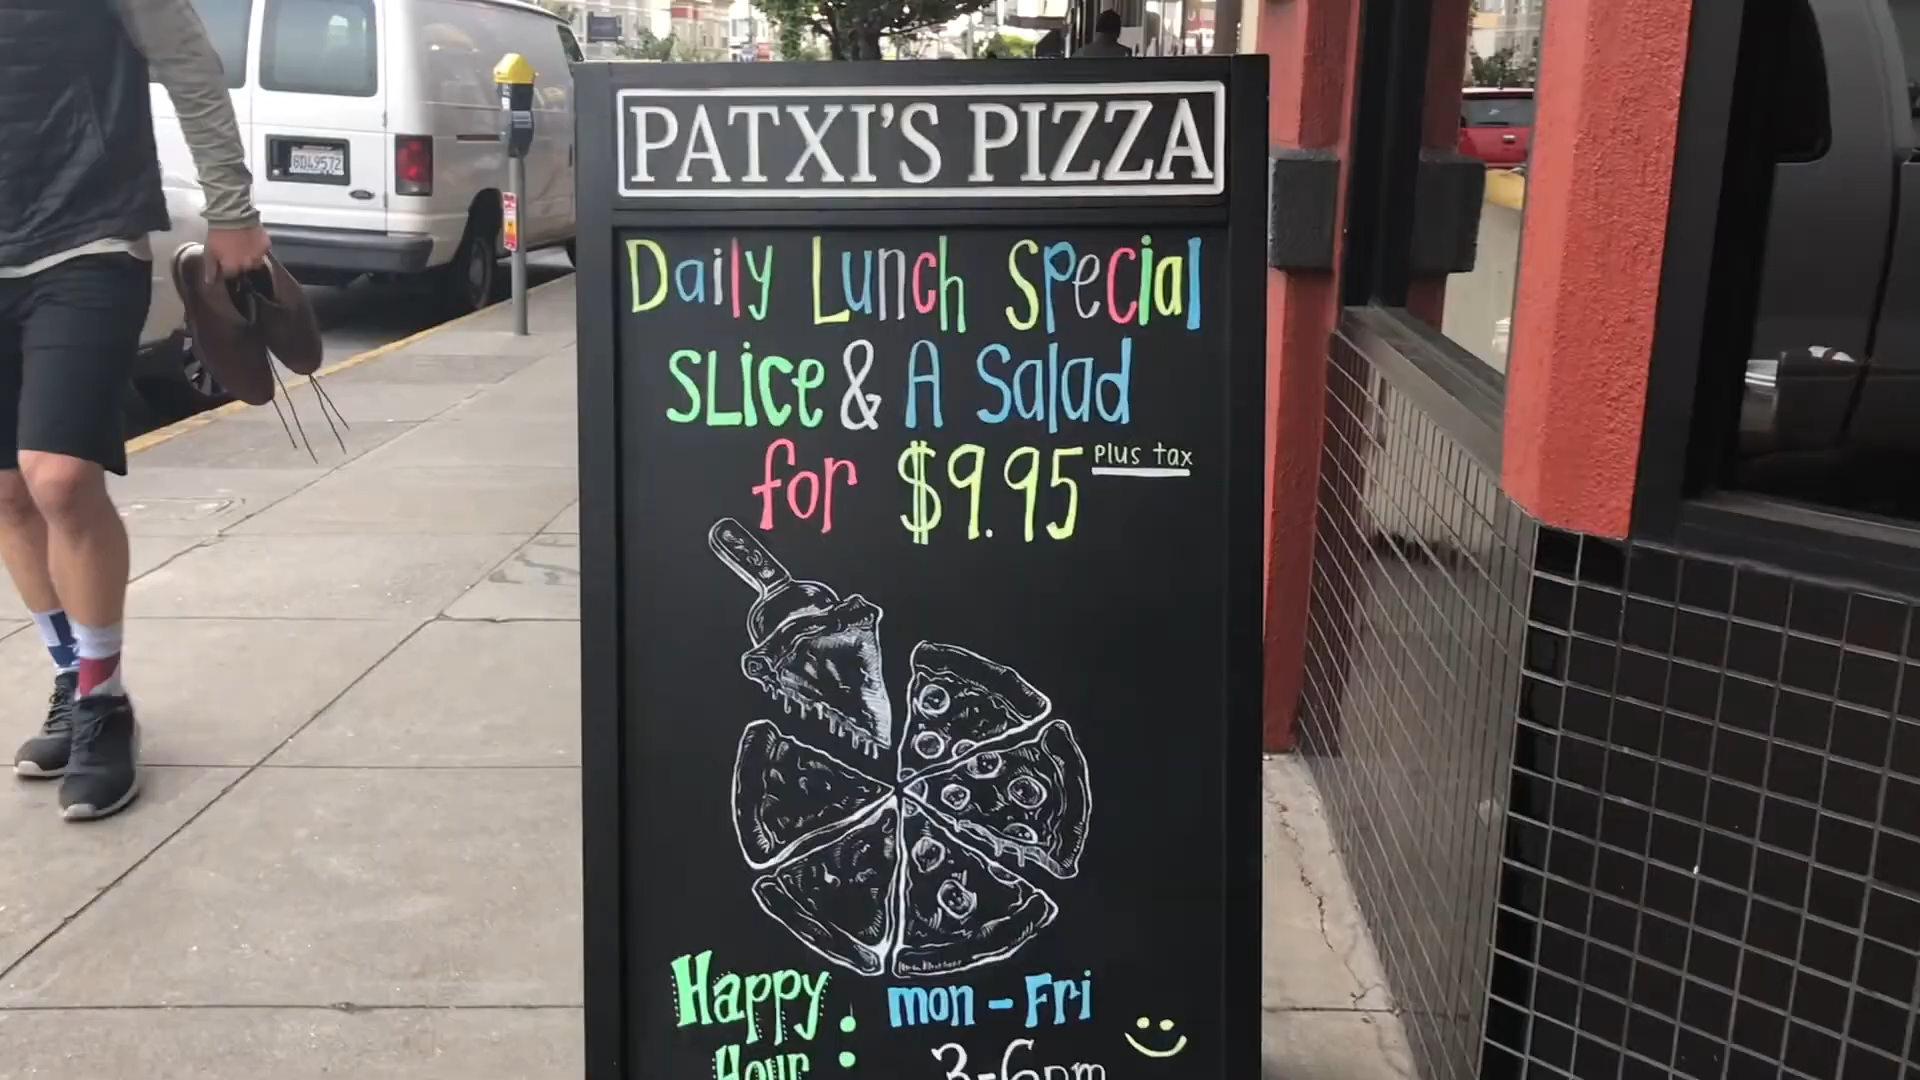 PATXI'S PIZZA
Daily Lunch Special
SLice & A Salad
for $9.95 plus tax
Happy Hour : mon - Fri
3-6pm